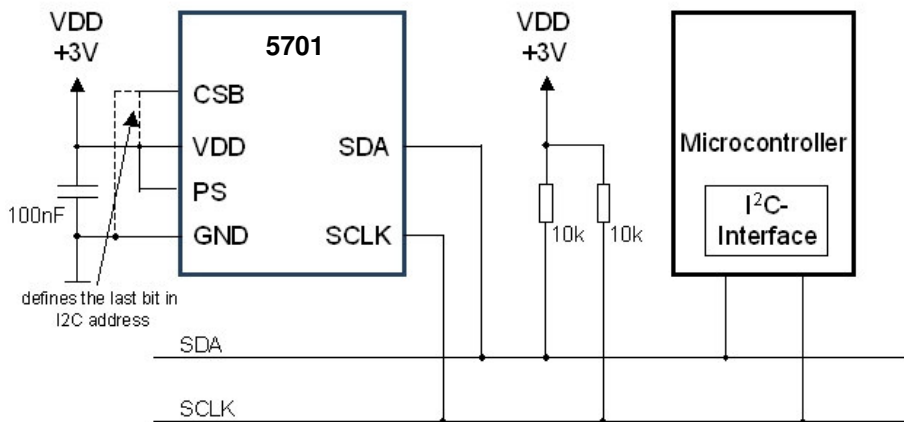 VDD
+3V
5701
CSB
VDD
PS
GND
SDA
SCLK
100nF
defines the last bit in
I2C address
VDD
+3V
10k
10k
Microcontroller
I²C-
Interface
SDA
SCLK